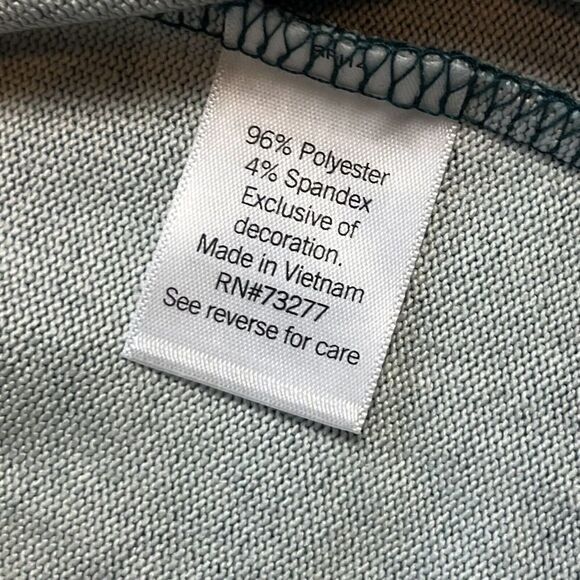 96% Polyester
4% Spandex
Exclusive of
decoration.
Made in Vietnam
RN#73277
See reverse for care